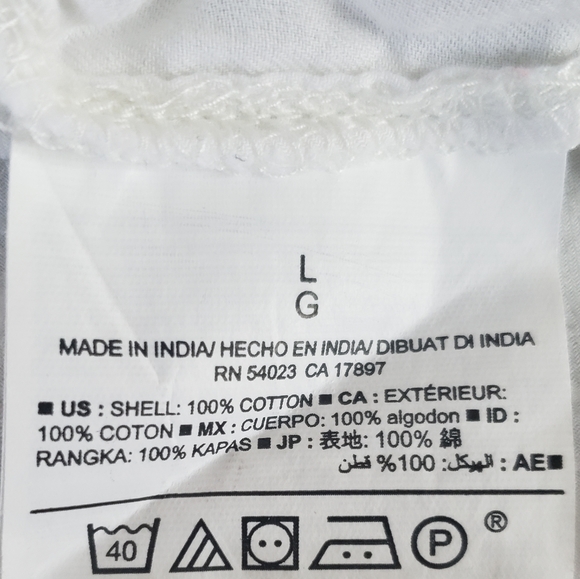 L
G
MADE IN INDIA/ HECHO EN INDIA/ DIBUAT DI INDIA
RN 54023 CA 17897
■ US : SHELL: 100% COTTON ■ CA : EXTÉRIEUR:
100% COTON ■ MX : CUERPO: 100% algodon ■ ID :
RANGKA: 100% KAPAS ■ JP : 表地: 100% 綿
■AE : الهيكل: 100% قطن
40 P ®